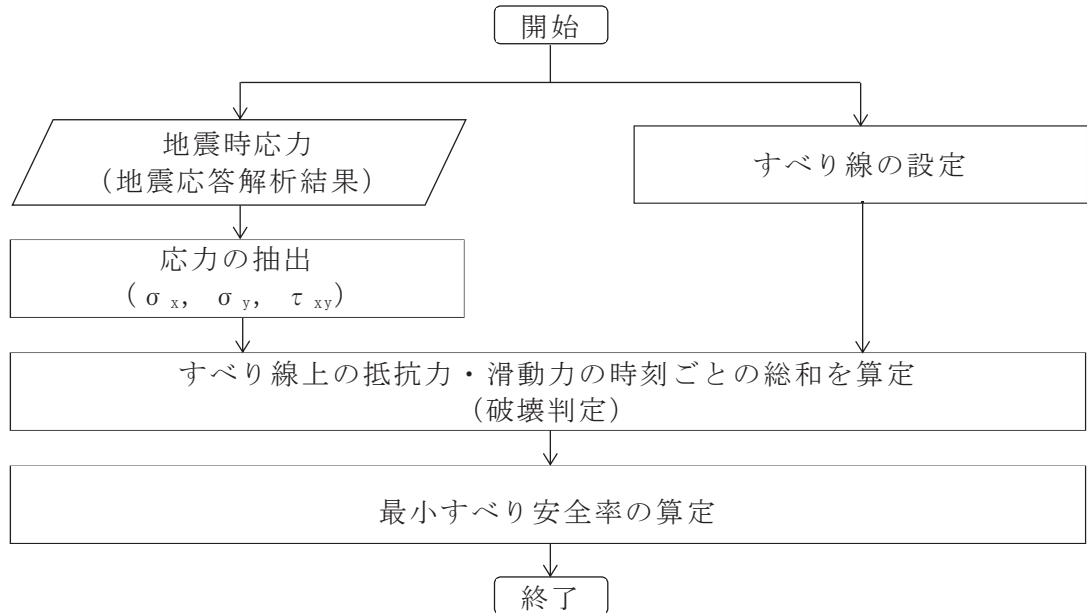 開始
地震時応力
（地震応答解析結果）
すべり線の設定
応力の抽出
（σx, σy, τxy）
すべり線上の抵抗力・滑動力の時刻ごとの総和を算定
（破壊判定）
最小すべり安全率の算定
終了